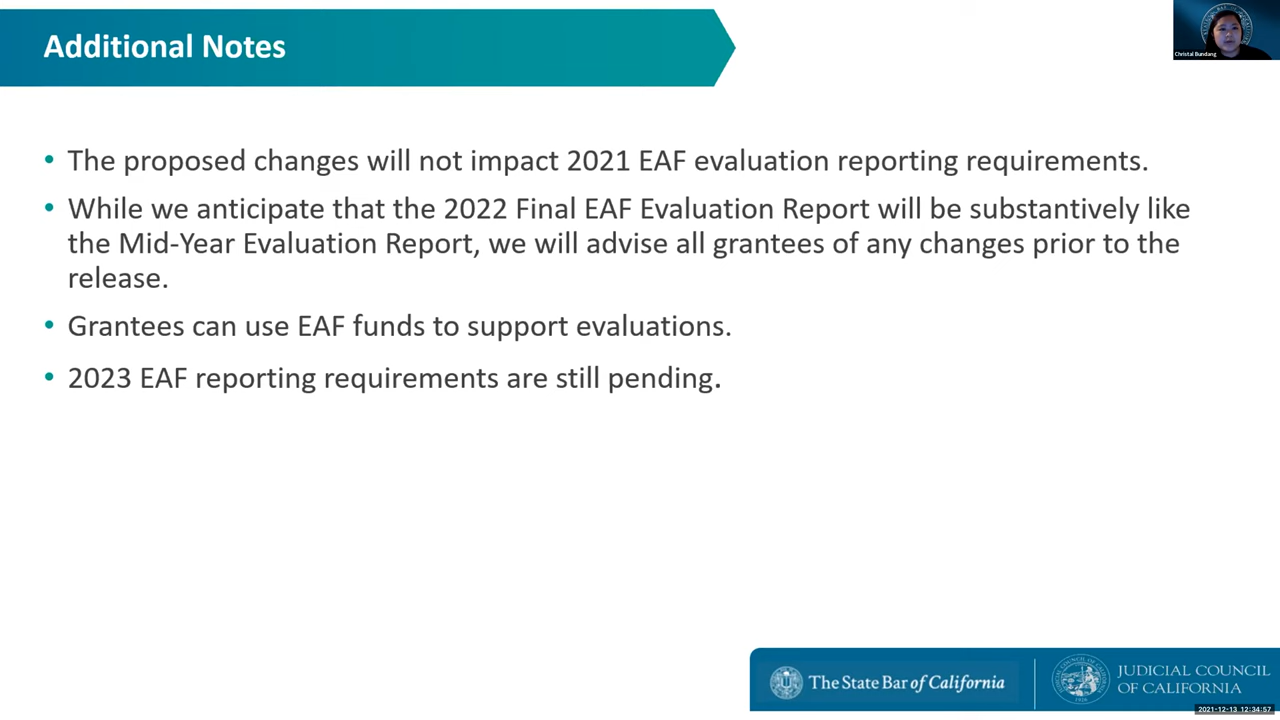 Additional Notes
Christal Bundang
• The proposed changes will not impact 2021 EAF evaluation reporting requirements.
• While we anticipate that the 2022 Final EAF Evaluation Report will be substantively like
the Mid-Year Evaluation Report, we will advise all grantees of any changes prior to the
release.
• Grantees can use EAF funds to support evaluations.
• 2023 EAF reporting requirements are still pending.
The State Bar of California
JUDICIAL COUNCIL
OF CALIFORNIA
2021-12-13 12:34:57